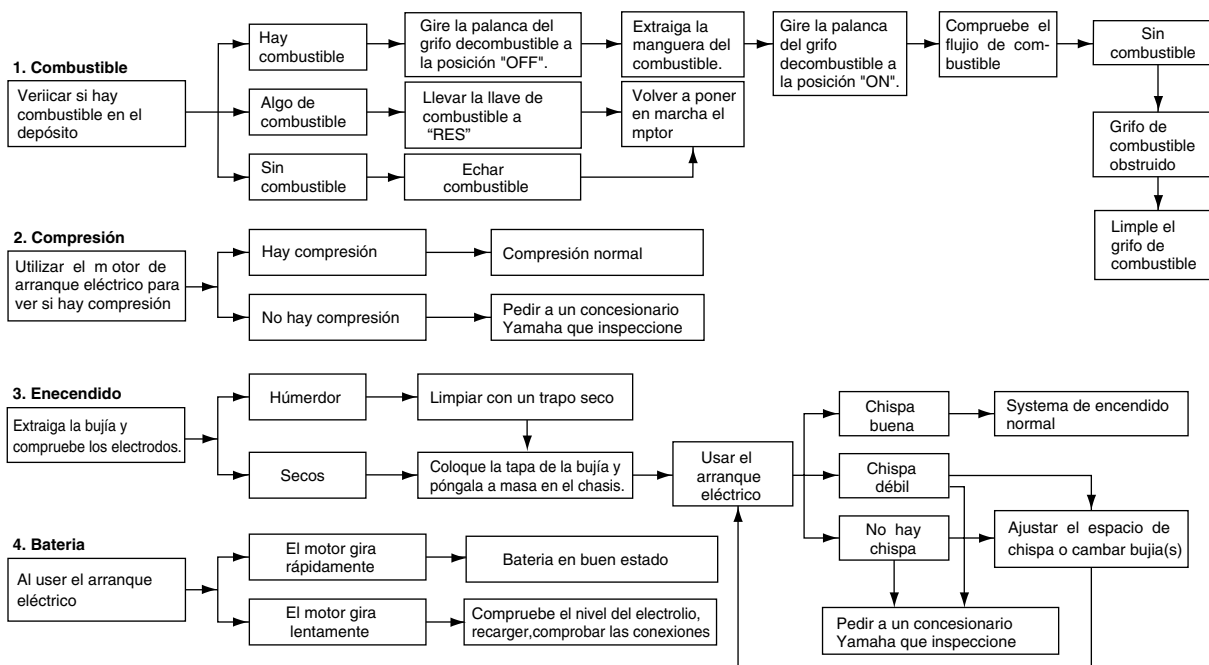 1. Combustible
Veriicar si hay
combustible en el
depósito
Hay
combustible
Gire la palanca del
grifo decombustible a
la posición "OFF".
Extraiga la
manguera del
combustible.
Gire la palanca
del grifo
decombustible a
la posición "ON".
Compruebe el
flujio de com-
bustible
Sin
combustible
Grifo de
combustible
obstruido
Limple el
grifo de
combustible
Algo de
combustible
Llevar la llave de
combustible a
“RES”
Volver a poner
en marcha el
mptor
Sin
combustible
Echar
combustible
2. Compresión
Utilizar el m otor de
arranque eléctrico para
ver si hay compresión
Hay compresión
Compresión normal
No hay compresión
Pedir a un concesionario
Yamaha que inspeccione
3. Enecendido
Extraiga la bujía y
compruebe los electrodos.
Húmerdor
Limpiar con un trapo seco
Secos
Coloque la tapa de la bujía y
póngala a masa en el chasis.
Usar el
arranque
eléctrico
Chispa
buena
Systema de encendido
normal
Chispa
débil
No hay
chispa
Ajustar el espacio de
chispa o cambar bujia(s)
Pedir a un concesionario
Yamaha que inspeccione
4. Bateria
Al user el arranque
eléctrico
El motor gira
rápidamente
Bateria en buen estado
El motor gira
lentamente
Compruebe el nivel del electrolio,
recarger,comprobar las conexiones